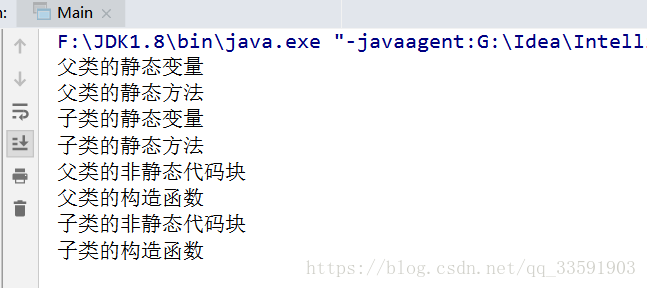 n:
Main
F:\JDK1.8\bin\java.exe "-javaagent:G:\Idea\Intell
父类的静态变量
父类的静态方法
子类的静态变量
子类的静态方法
父类的非静态代码块
父类的构造函数
子类的非静态代码块
子类的构造函数
https://blog.csdn.net/qq_33591903